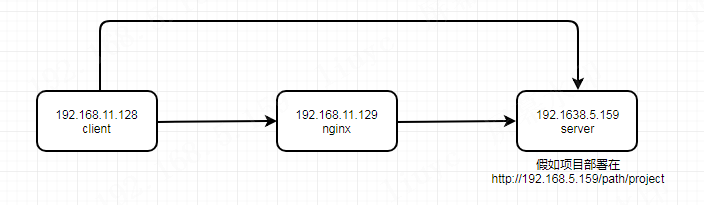 192.168.11.128
client
192.168.11.129
nginx
192.1638.5.159
server
假如项目部署在
http://192.168.5.159/path/project